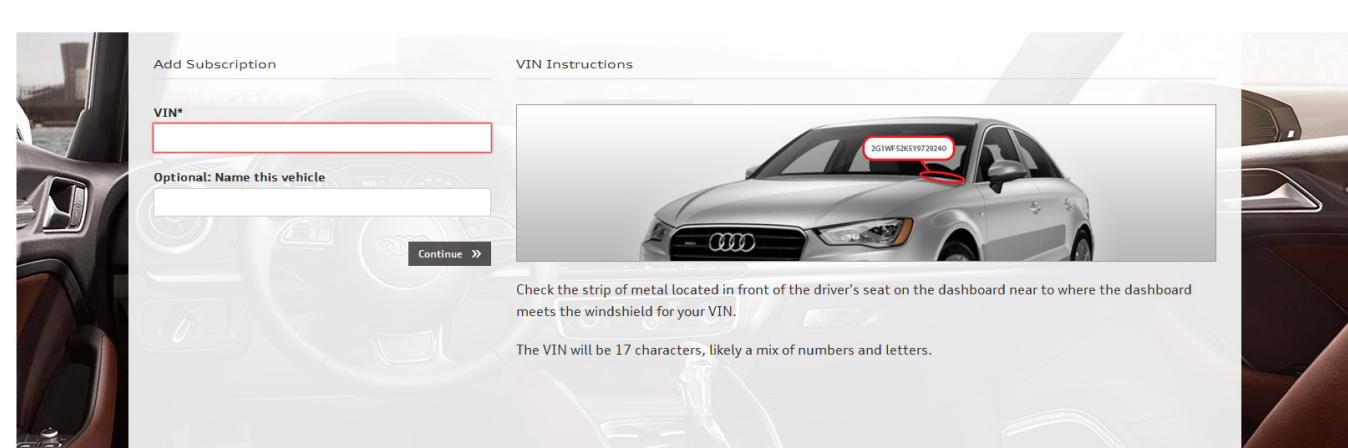 Add Subscription
VIN*
Optional: Name this vehicle
Continue »
VIN Instructions
2G1WF52K5Y9729240
Check the strip of metal located in front of the driver's seat on the dashboard near to where the dashboard
meets the windshield for your VIN.
The VIN will be 17 characters, likely a mix of numbers and letters.